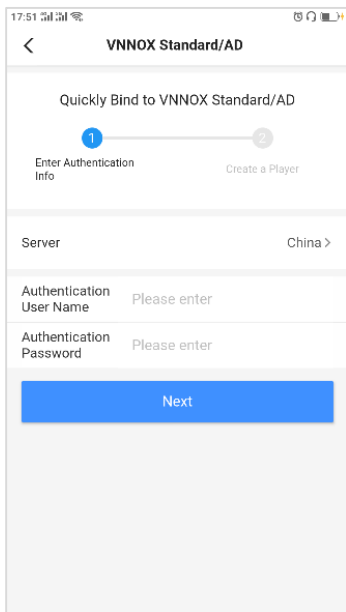 17:51
VNNOX Standard/AD
Quickly Bind to VNNOX Standard/AD
1
2
Enter Authentication
Info
Create a Player
Server
China >
Authentication
User Name
Please enter
Authentication
Password
Please enter
Next